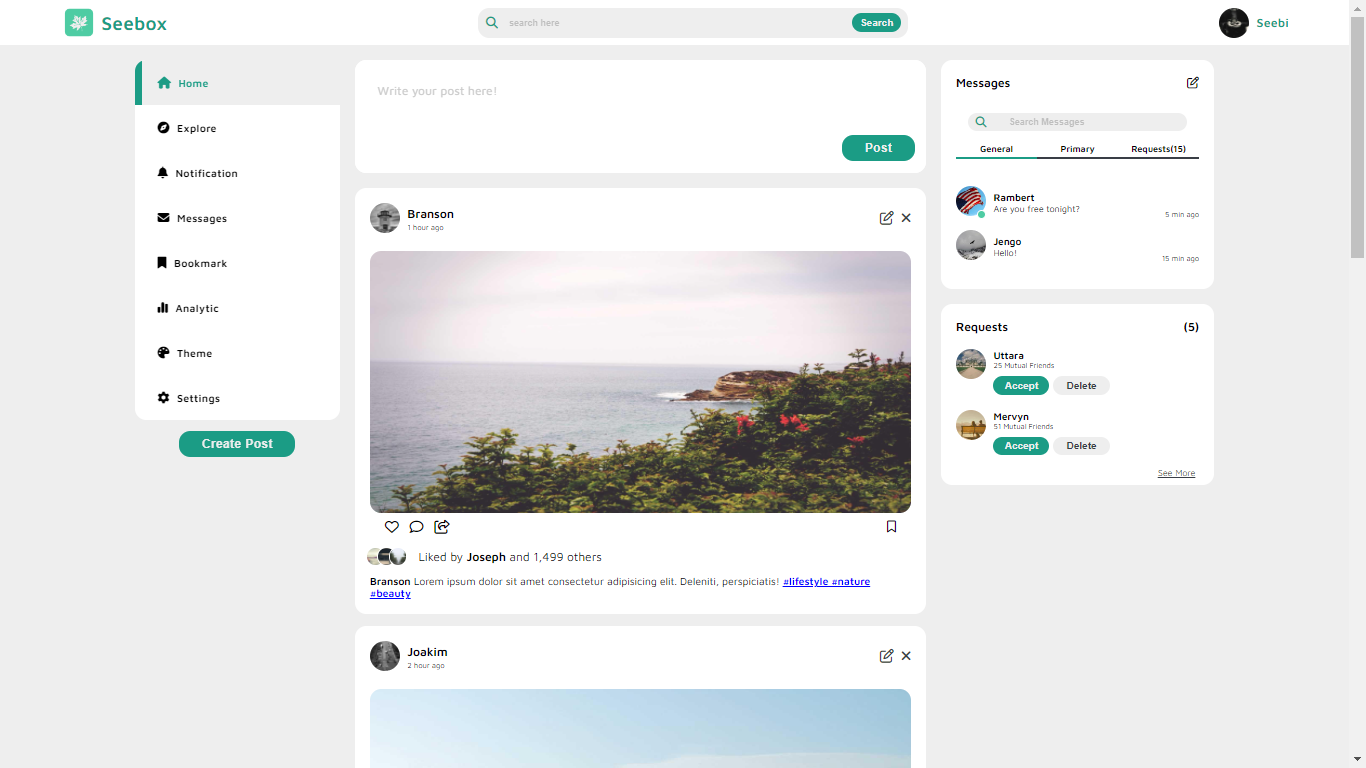 Seebox
search here
Search
Seebi
Home
Explore
Notification
Messages
Bookmark
Analytic
Theme
Settings
Create Post
Write your post here!
Post
Branson
1 hour ago
Liked by Joseph and 1,499 others
Branson Lorem ipsum dolor sit amet consectetur adipisicing elit. Deleniti, perspiciatis! #lifestyle #nature
#beauty
Joakim
2 hour ago
Messages
Search Messages
General Primary Requests(15)
Rambert
Are you free tonight?
5 min ago
Jengo
Hello!
15 min ago
Requests (5)
Uttara
25 Mutual Friends
Accept Delete
Mervyn
51 Mutual Friends
Accept Delete
See More